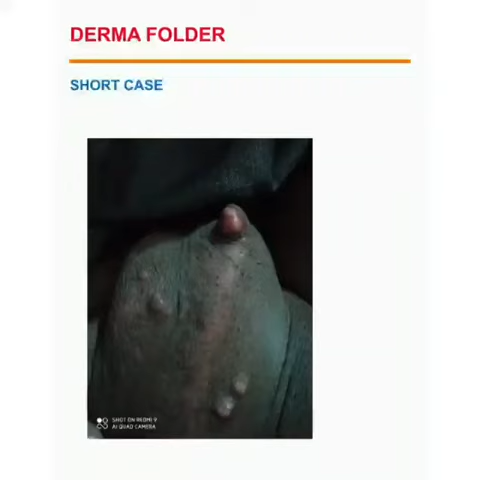 DERMA FOLDER
SHORT CASE
SHOT ON REDMI 9
AI QUAD CAMERA